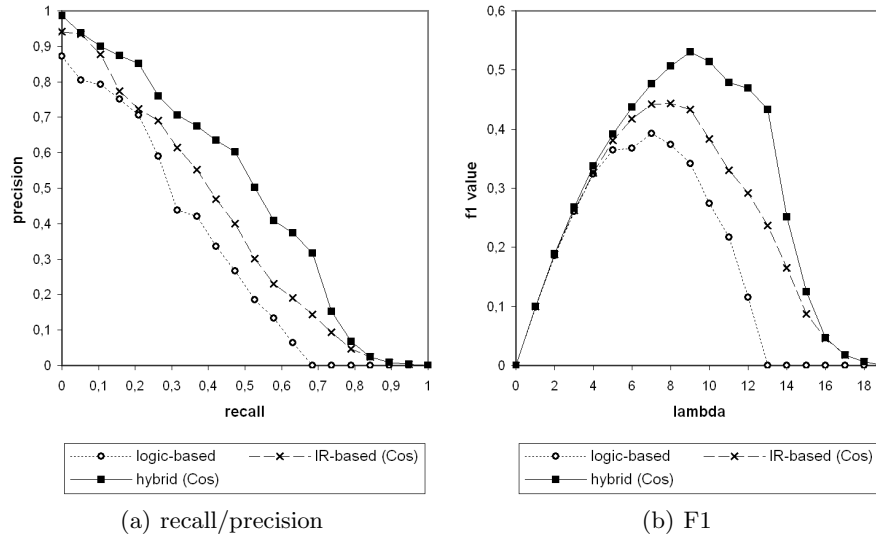 1
0,9
0,8
0,7
0,6
0,5
0,4
0,3
0,2
0,1
0
precision
0 0,1 0,2 0,3 0,4 0,5 0,6 0,7 0,8 0,9 1
recall
logic-based IR-based (Cos)
hybrid (Cos)
(a) recall/precision
0,6
0,5
0,4
0,3
0,2
0,1
0
f1 value
0 2 4 6 8 10 12 14 16 18
lambda
logic-based IR-based (Cos)
hybrid (Cos)
(b) F1